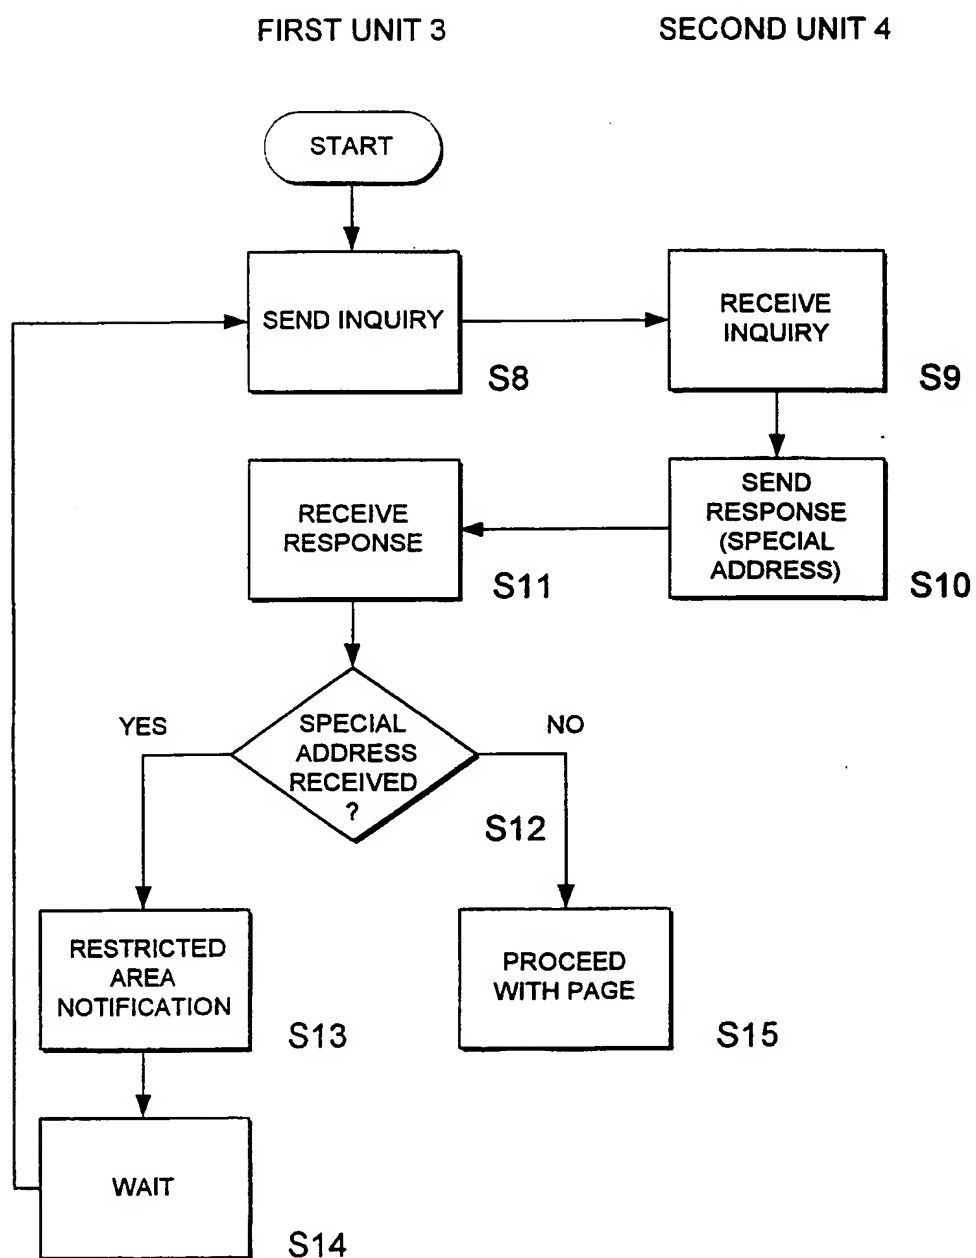 FIRST UNIT 3
SECOND UNIT 4
START
SEND INQUIRY
S8
RECEIVE
INQUIRY
S9
SEND
RESPONSE
(SPECIAL
ADDRESS)
S10
RECEIVE
RESPONSE
S11
SPECIAL
ADDRESS
RECEIVED
?
S12
YES
NO
RESTRICTED
AREA
NOTIFICATION
S13
PROCEED
WITH PAGE
S15
WAIT
S14